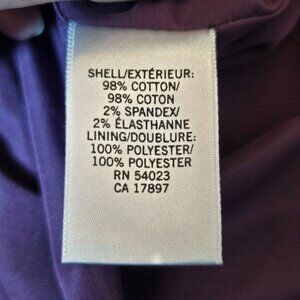 SHELL/EXTÉRIEUR:
98% COTTON/
98% COTON
2% SPANDEX/
2% ÉLASTHANNE
LINING/DOUBLURE:
100% POLYESTER/
100% POLYESTER
RN 54023
CA 17897